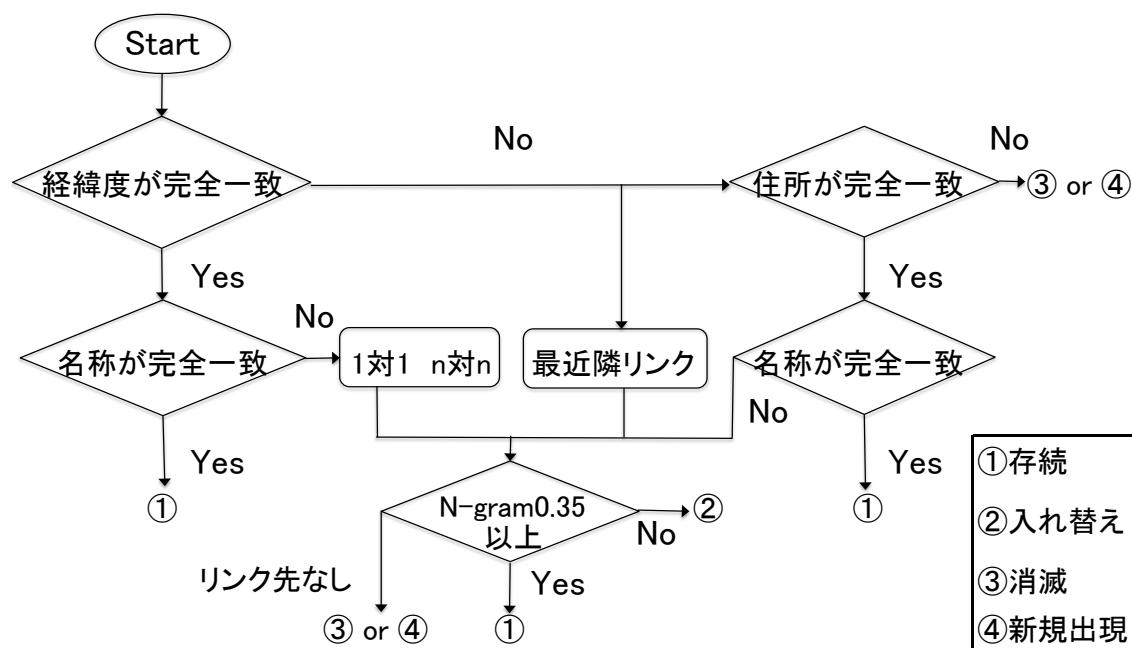 Start
No
No
経緯度が完全一致
住所が完全一致
③ or ④
Yes
Yes
No
名称が完全一致
1対1 n対n
最近隣リンク
名称が完全一致
No
Yes
Yes
①
N-gram0.35
以上
②
No
①
リンク先なし
Yes
③ or ④
①
①存続
②入れ替え
③消滅
④新規出現